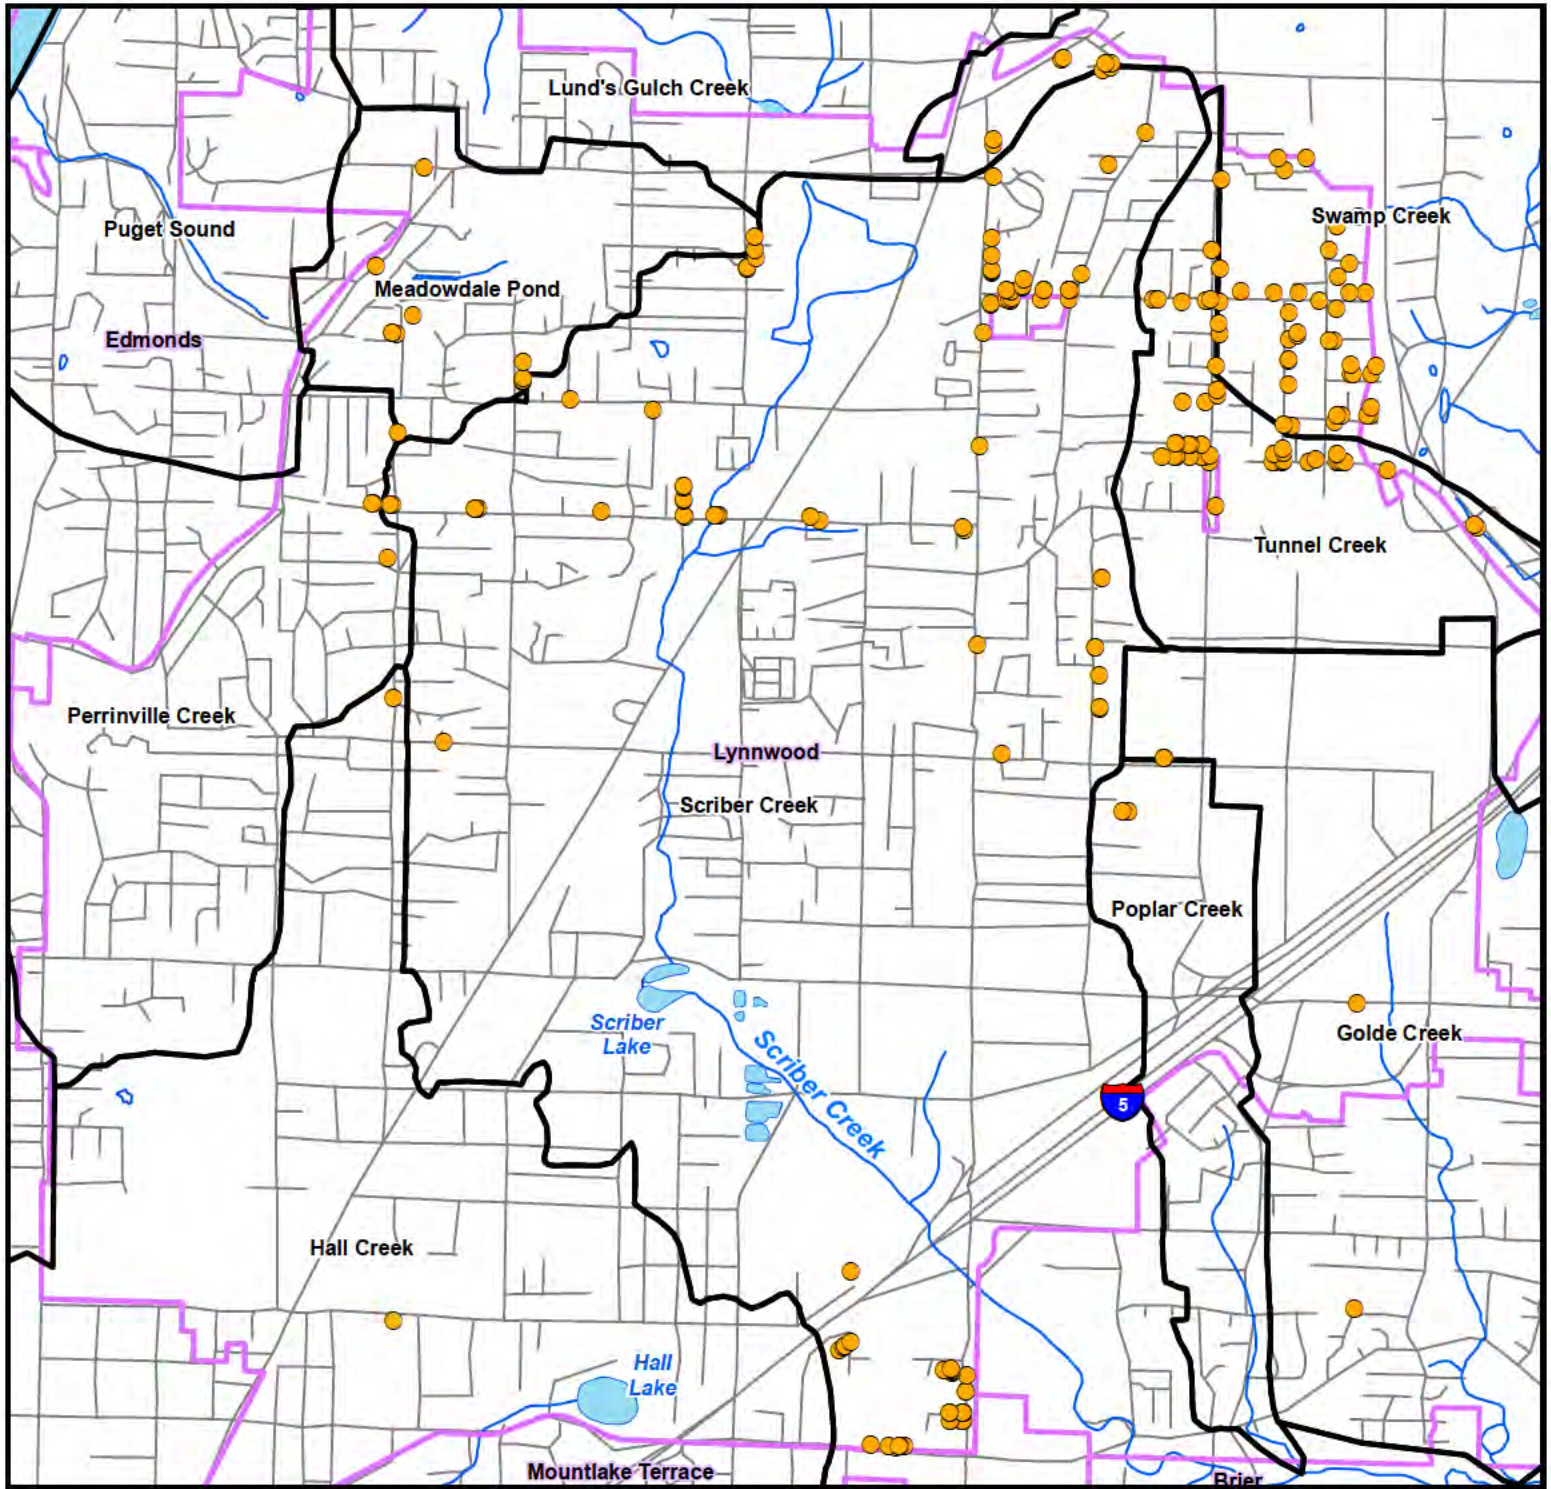 Lund's Gulch Creek
Swamp Creek
Puget Sound
Meadowdale Pond
Edmonds
Tunnel Creek
Perrinville Creek
Lynnwood
Scriber Creek
Poplar Creek
Scriber
Lake
Golde Creek
Scriber Creek
5
Hall Creek
Hall
Lake
Mountlake Terrace
Brier